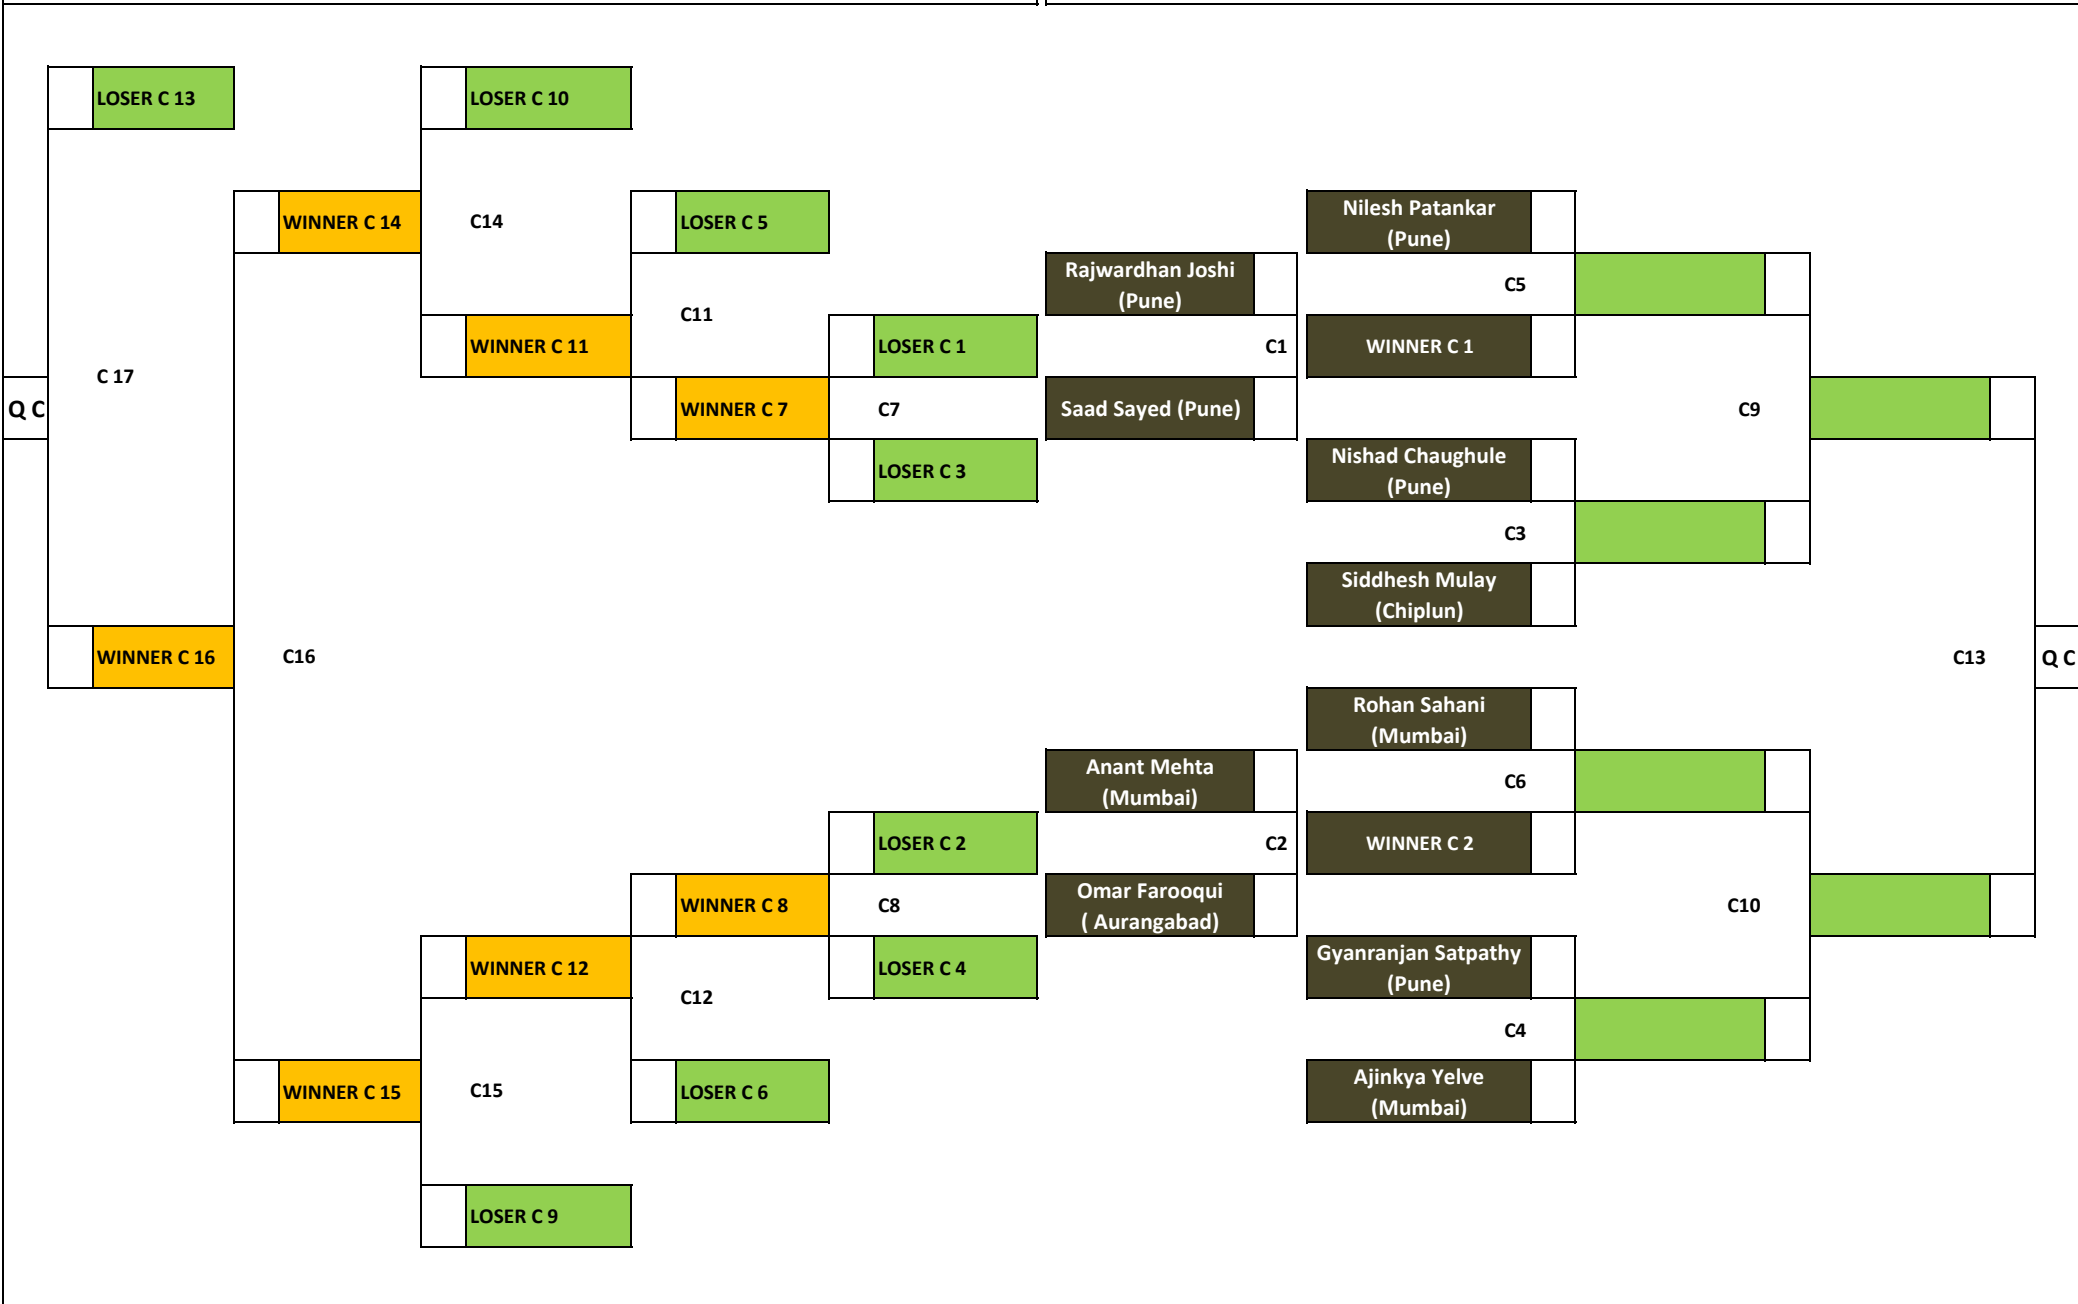 LOSER C 13
LOSER C 10
WINNER C 14
C14
LOSER C 5
Nilesh Patankar
(Pune)
Rajwardhan Joshi
(Pune)
C5
C11
WINNER C 11
LOSER C 1
C1
WINNER C 1
C 17
Q C
WINNER C 7
C7
Saad Sayed (Pune)
C9
LOSER C 3
Nishad Chaughule
(Pune)
C3
Siddhesh Mulay
(Chiplun)
WINNER C 16
C16
C13
Q C
Rohan Sahani
(Mumbai)
Anant Mehta
(Mumbai)
C6
LOSER C 2
C2
WINNER C 2
WINNER C 8
C8
Omar Farooqui
( Aurangabad)
C10
WINNER C 12
LOSER C 4
Gyanranjan Satpathy
(Pune)
C12
C4
WINNER C 15
C15
LOSER C 6
Ajinkya Yelve
(Mumbai)
LOSER C 9